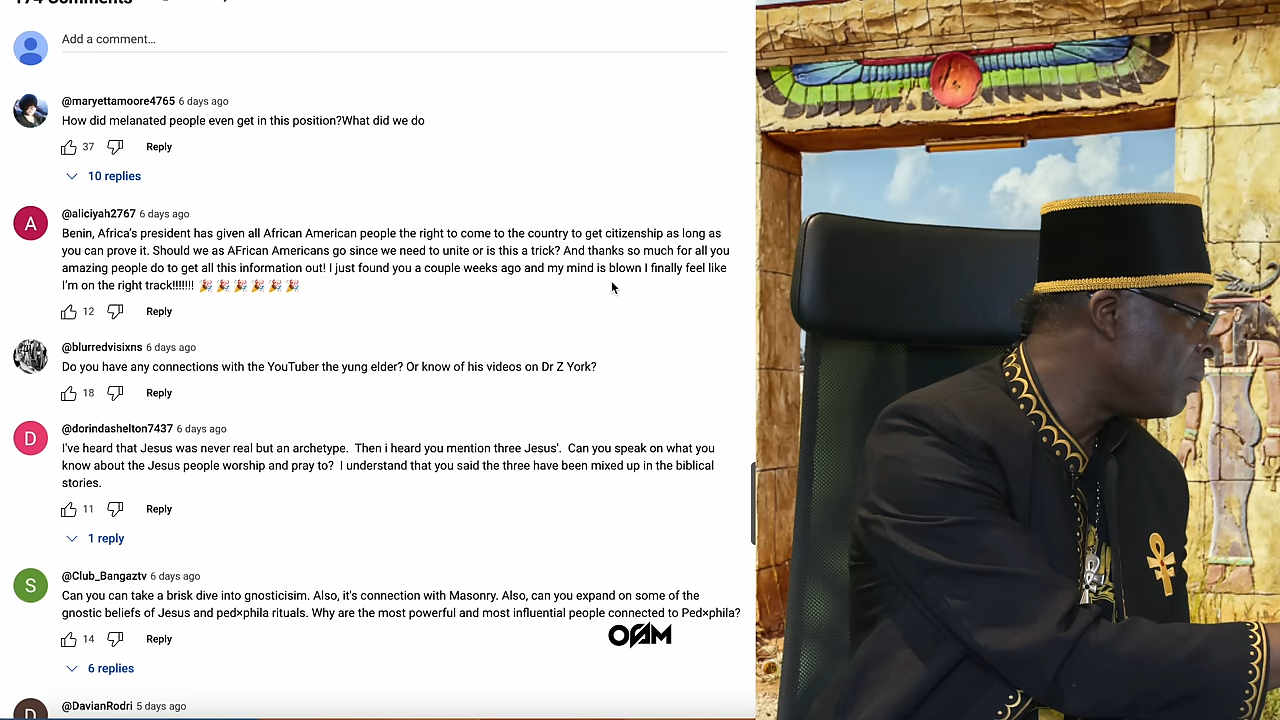 174 Comments
Add a comment…
@maryettamoore4765 6 days ago
How did melanated people even get in this position?What did we do
37 Reply
10 replies
A
@aliciyah2767 6 days ago
Benin, Africa's president has given all African American people the right to come to the country to get citizenship as long as
you can prove it. Should we as AFrican Americans go since we need to unite or is this a trick? And thanks so much for all you
amazing people do to get all this information out! I just found you a couple weeks ago and my mind is blown I finally feel like
I'm on the right track!!!!!!! 🎉 🎉 🎉 🎉 🎉 🎉
12 Reply
@blurredvisixns 6 days ago
Do you have any connections with the YouTuber the yung elder? Or know of his videos on Dr Z York?
18 Reply
D
@dorindashelton7437 6 days ago
I've heard that Jesus was never real but an archetype.  Then i heard you mention three Jesus'.  Can you speak on what you
know about the Jesus people worship and pray to?  I understand that you said the three have been mixed up in the biblical
stories.
11 Reply
1 reply
S
@Club_Bangaztv 6 days ago
Can you can take a brisk dive into gnosticisim. Also, it's connection with Masonry. Also, can you expand on some of the
gnostic beliefs of Jesus and ped×phila rituals. Why are the most powerful and most influential people connected to Ped×phila?
OFAM
14 Reply
6 replies
D
@DavianRodri 5 days ago